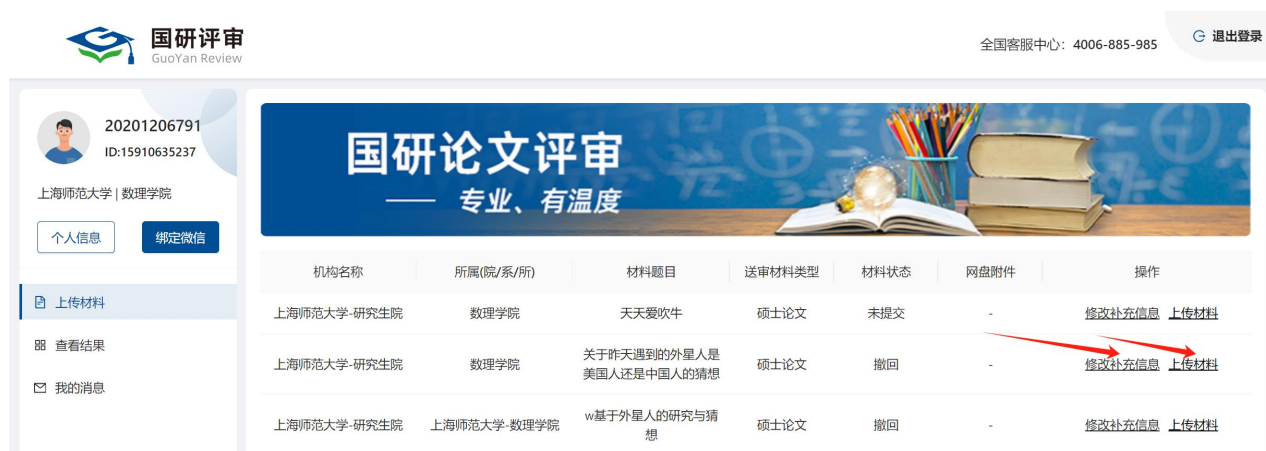 国研评审
GuoYan Review
全国客服中心：4006-885-985
退出登录
20201206791
ID:15910635237
上海师范大学 | 数理学院
个人信息 绑定微信
上传材料
查看结果
我的消息
国研论文评审
—— 专业、有温度
机构名称 所属(院/系/所) 材料题目 送审材料类型 材料状态 网盘附件 操作
上海师范大学-研究生院 数理学院 天天爱吹牛 硕士论文 未提交 - 修改补充信息 上传材料
上海师范大学-研究生院 数理学院 关于昨天遇到的外星人是
美国人还是中国人的猜想 硕士论文 撤回 - 修改补充信息 上传材料
上海师范大学-研究生院 上海师范大学-数理学院 w基于外星人的研究与猜
想 硕士论文 撤回 - 修改补充信息 上传材料